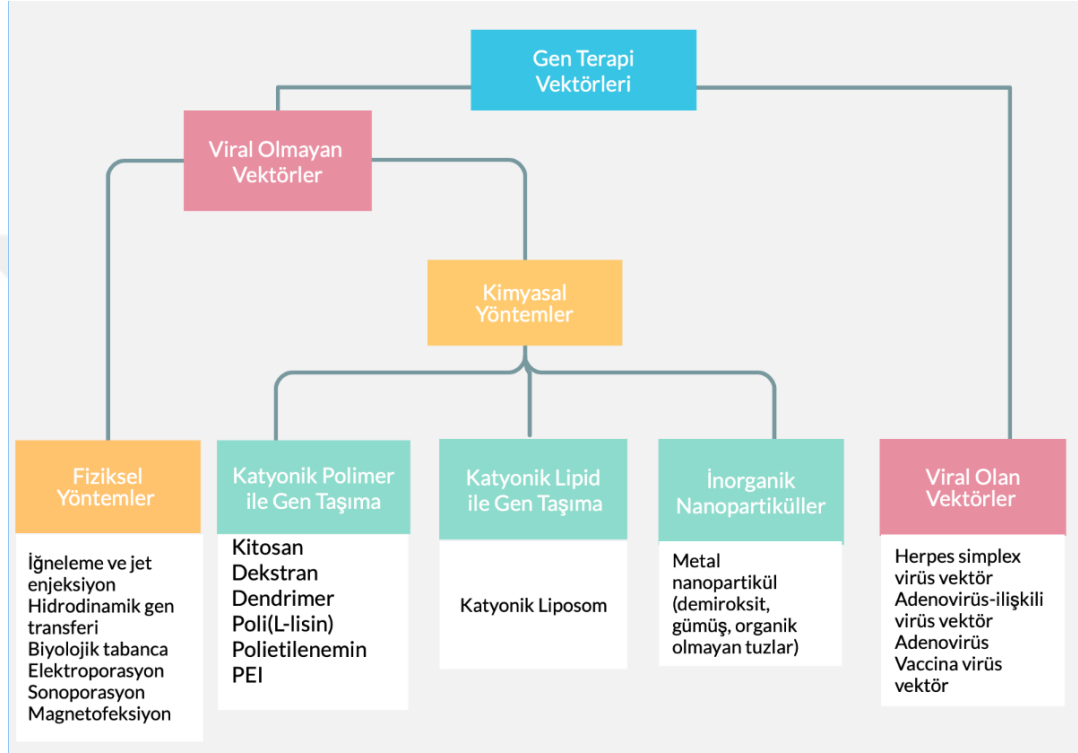 Gen Terapi
Vektörleri
Viral Olmayan
Vektörler
Kimyasal
Yöntemler
Fiziksel
Yöntemler
İğneleme ve jet
enjeksiyon
Hidrodinamik gen
transferi
Biyolojik tabanca
Elektroporasyon
Sonoporasyon
Magnetofeksiyon
Katyonik Polimer
ile Gen Taşıma
Kitosan
Dekstran
Dendrimer
Poli(L-lisin)
Polietilenemin
PEI
Katyonik Lipid
ile Gen Taşıma
Katyonik Liposom
İnorganik
Nanopartiküller
Metal
nanopartikül
(demiroksit,
gümüş, organik
olmayan tuzlar)
Viral Olan
Vektörler
Herpes simplex
virüs vektör
Adenovirüs-ilişkili
virüs vektör
Adenovirüs
Vaccina virüs
vektör